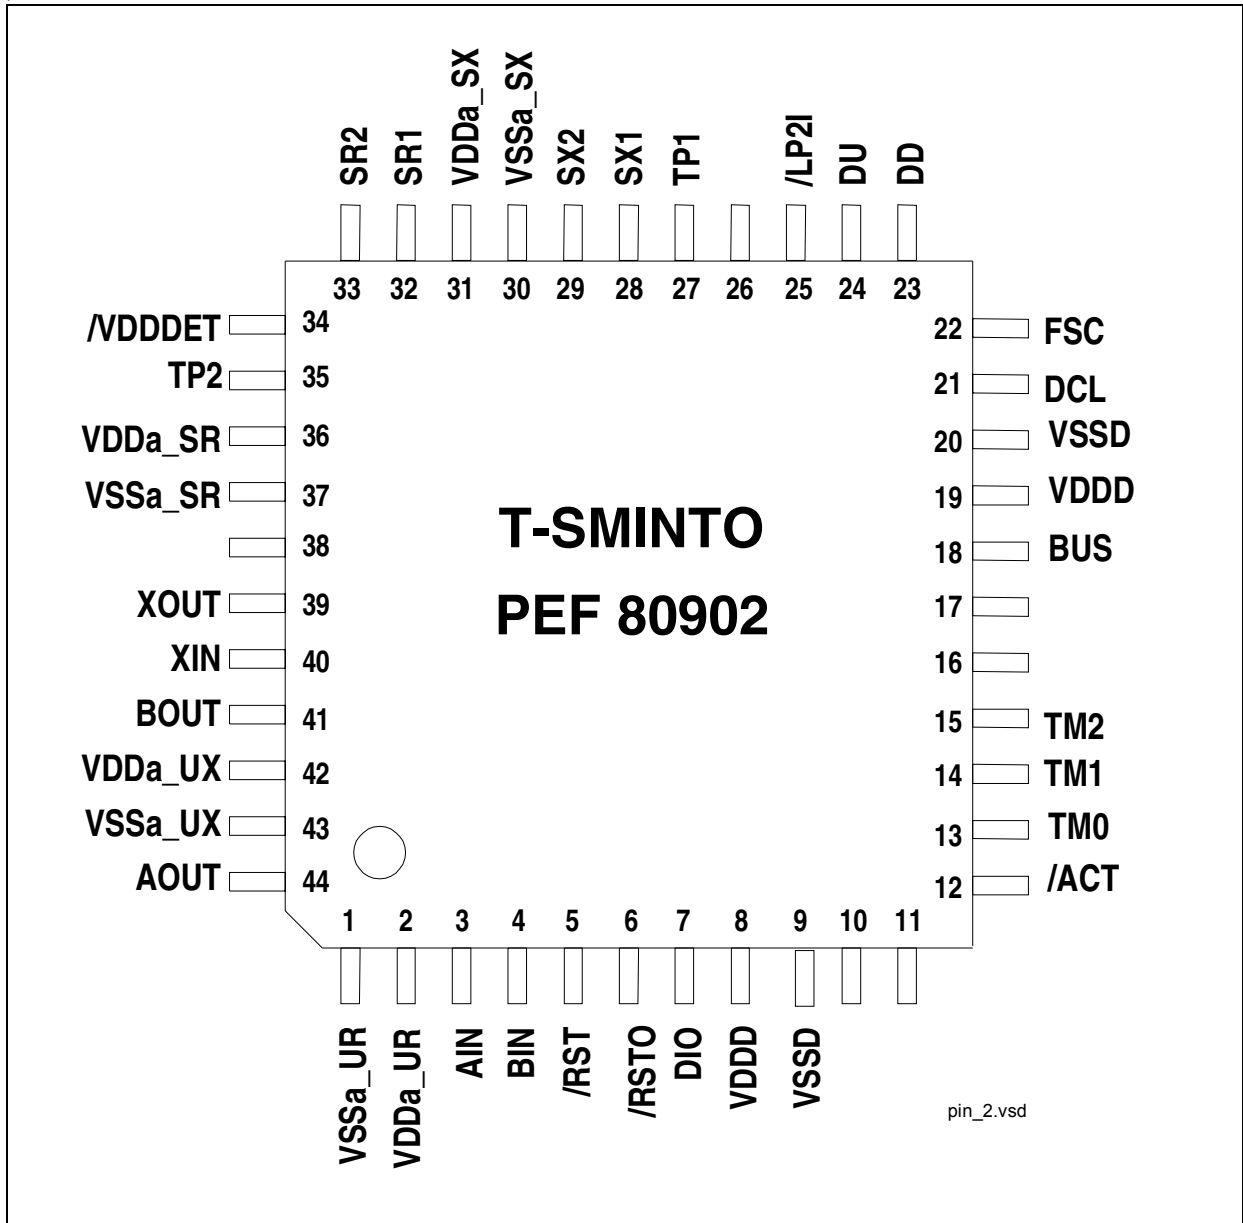 SR2
SR1
VDDa_SX
VSSa_SX
SX2
SX1
TP1
/LP2I
DU
DD
33 32 31 30 29 28 27 26 25 24 23
/VDDDET 34
TP2 35
VDDa_SR 36
VSSa_SR 37
38
XOUT 39
XIN 40
BOUT 41
VDDa_UX 42
VSSa_UX 43
AOUT 44
T-SMINTO
PEF 80902
22 FSC
21 DCL
20 VSSD
19 VDDD
18 BUS
17
16
15 TM2
14 TM1
13 TM0
12 /ACT
1 2 3 4 5 6 7 8 9 10 11
VSSa_UR
VDDa_UR
AIN
BIN
/RST
/RSTO
DIO
VDDD
VSSD
pin_2.vsd